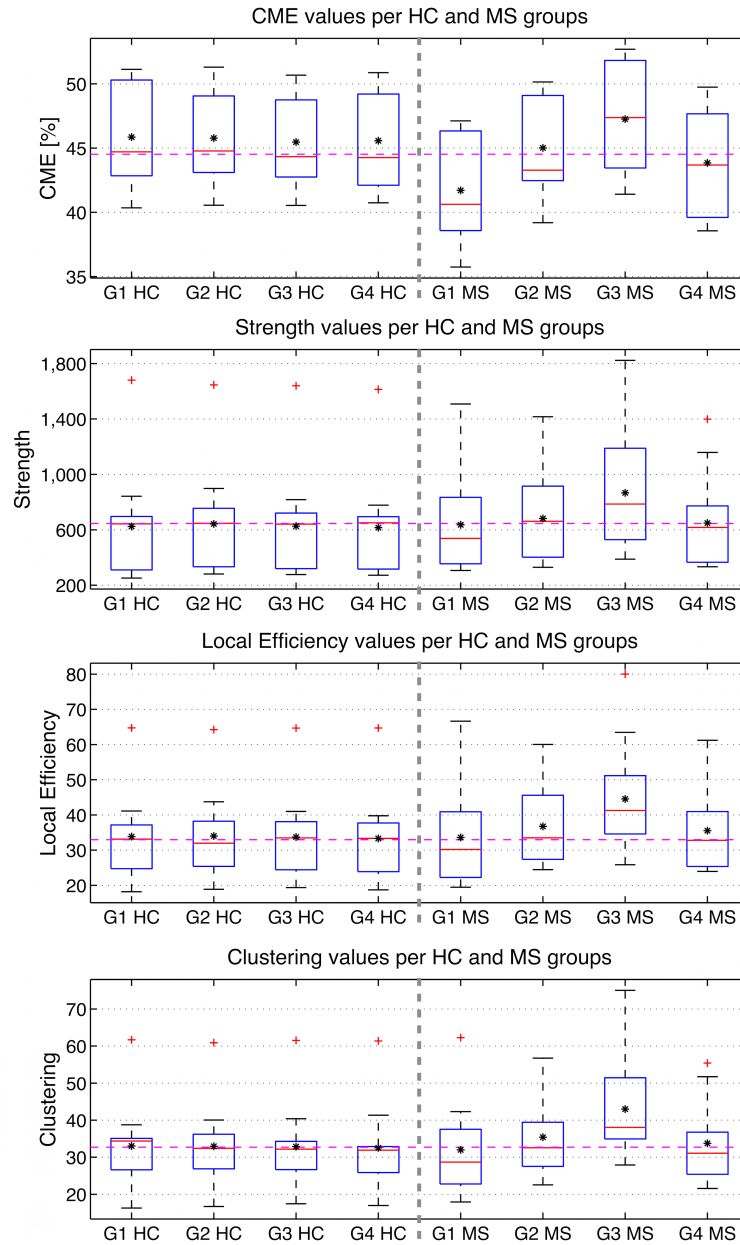 CME values per HC and MS groups
CME [%]
50
45
40
35
G1 HC G2 HC G3 HC G4 HC G1 MS G2 MS G3 MS G4 MS
Strength values per HC and MS groups
Strength
1,800
1,400
1,000
600
200
G1 HC G2 HC G3 HC G4 HC G1 MS G2 MS G3 MS G4 MS
Local Efficiency values per HC and MS groups
Local Efficiency
80
70
60
50
40
30
20
G1 HC G2 HC G3 HC G4 HC G1 MS G2 MS G3 MS G4 MS
Clustering values per HC and MS groups
Clustering
70
60
50
40
30
20
G1 HC G2 HC G3 HC G4 HC G1 MS G2 MS G3 MS G4 MS